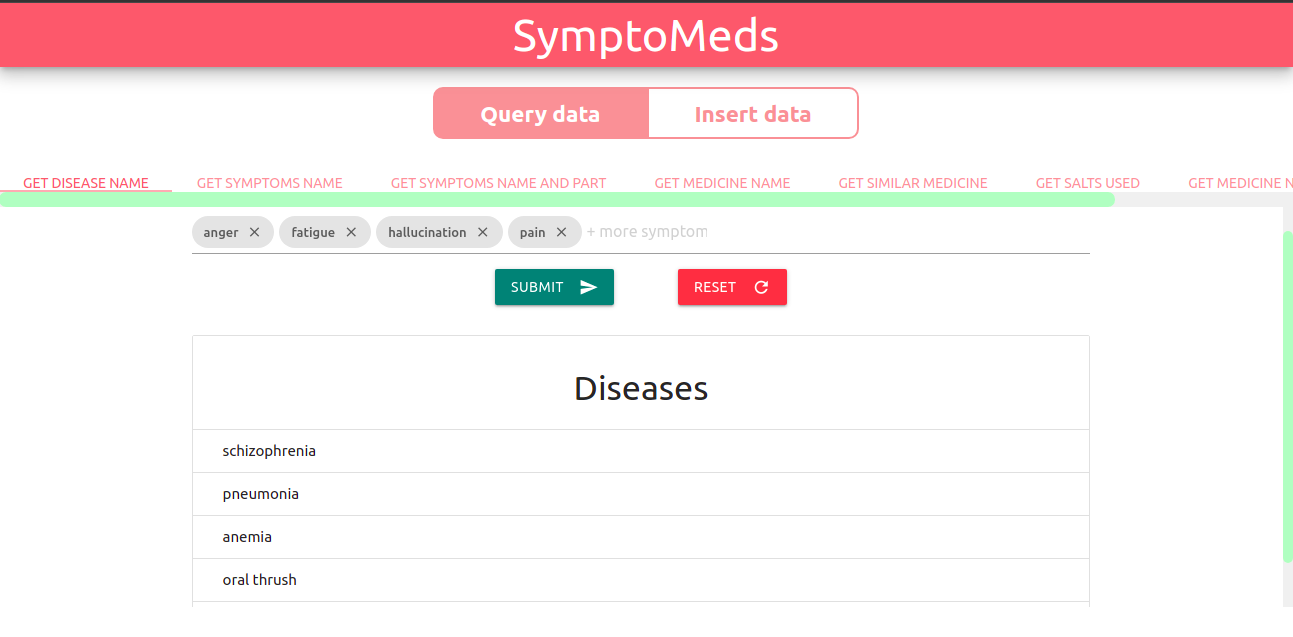 SymptoMeds
Query data Insert data
GET DISEASE NAME GET SYMPTOMS NAME GET SYMPTOMS NAME AND PART GET MEDICINE NAME GET SIMILAR MEDICINE GET SALTS USED GET MEDICINE N
anger fatigue hallucination pain + more symptom
SUBMIT RESET
Diseases
schizophrenia
pneumonia
anemia
oral thrush